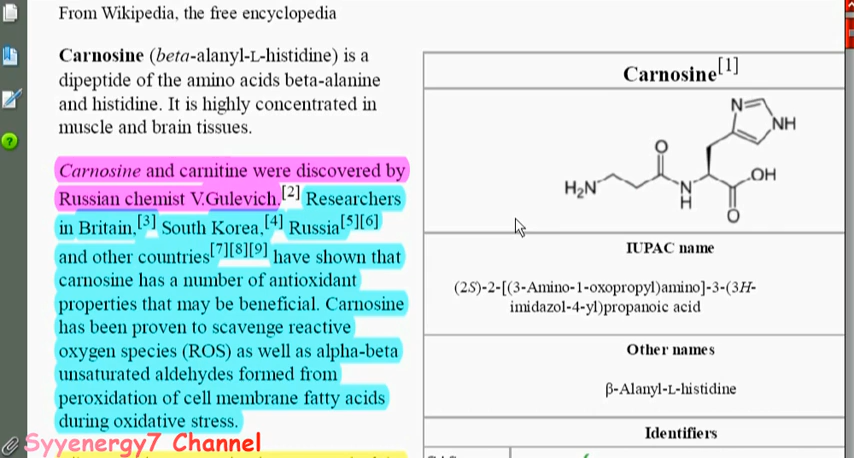 From Wikipedia, the free encyclopedia
Carnosine (beta-alanyl-L-histidine) is a
dipeptide of the amino acids beta-alanine
and histidine. It is highly concentrated in
muscle and brain tissues.
Carnosine and carnitine were discovered by
Russian chemist V.Gulevich.[2] Researchers
in Britain,[3] South Korea,[4] Russia[5][6]
and other countries[7][8][9] have shown that
carnosine has a number of antioxidant
properties that may be beneficial. Carnosine
has been proven to scavenge reactive
oxygen species (ROS) as well as alpha-beta
unsaturated aldehydes formed from
peroxidation of cell membrane fatty acids
during oxidative stress.
Syyenergy7 Channel
Carnosine[1]
N
NH
O
OH
H₂N
N
H
O
IUPAC name
(2S)-2-[(3-Amino-1-oxopropyl)amino]-3-(3H-
imidazol-4-yl)propanoic acid
Other names
β-Alanyl-L-histidine
Identifiers